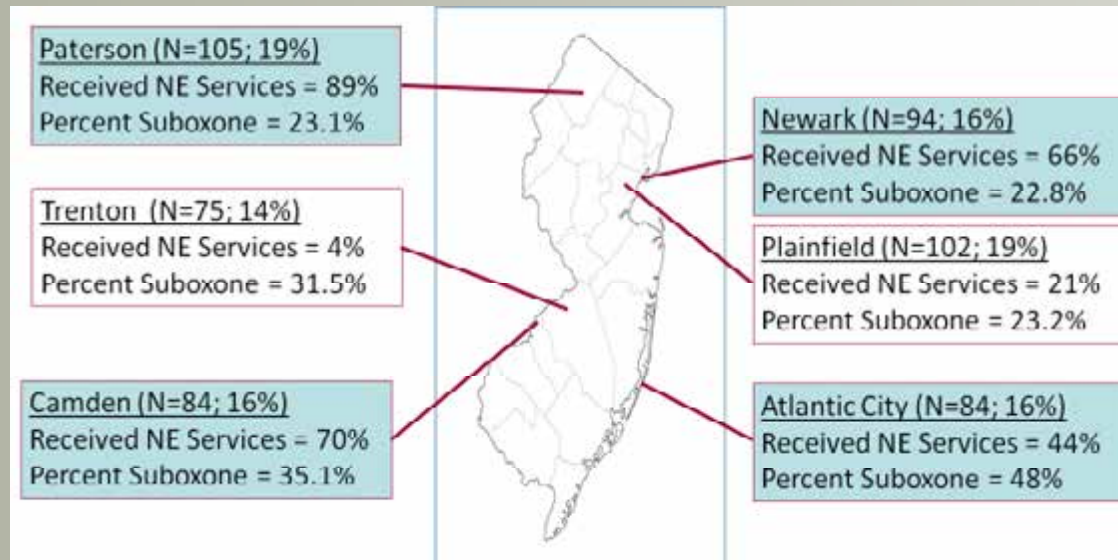 Paterson (N=105; 19%)
Received NE Services = 89%
Percent Suboxone = 23.1%
Trenton (N=75; 14%)
Received NE Services = 4%
Percent Suboxone = 31.5%
Camden (N=84; 16%)
Received NE Services = 70%
Percent Suboxone = 35.1%
Newark (N=94; 16%)
Received NE Services = 66%
Percent Suboxone = 22.8%
Plainfield (N=102; 19%)
Received NE Services = 21%
Percent Suboxone = 23.2%
Atlantic City (N=84; 16%)
Received NE Services = 44%
Percent Suboxone = 48%